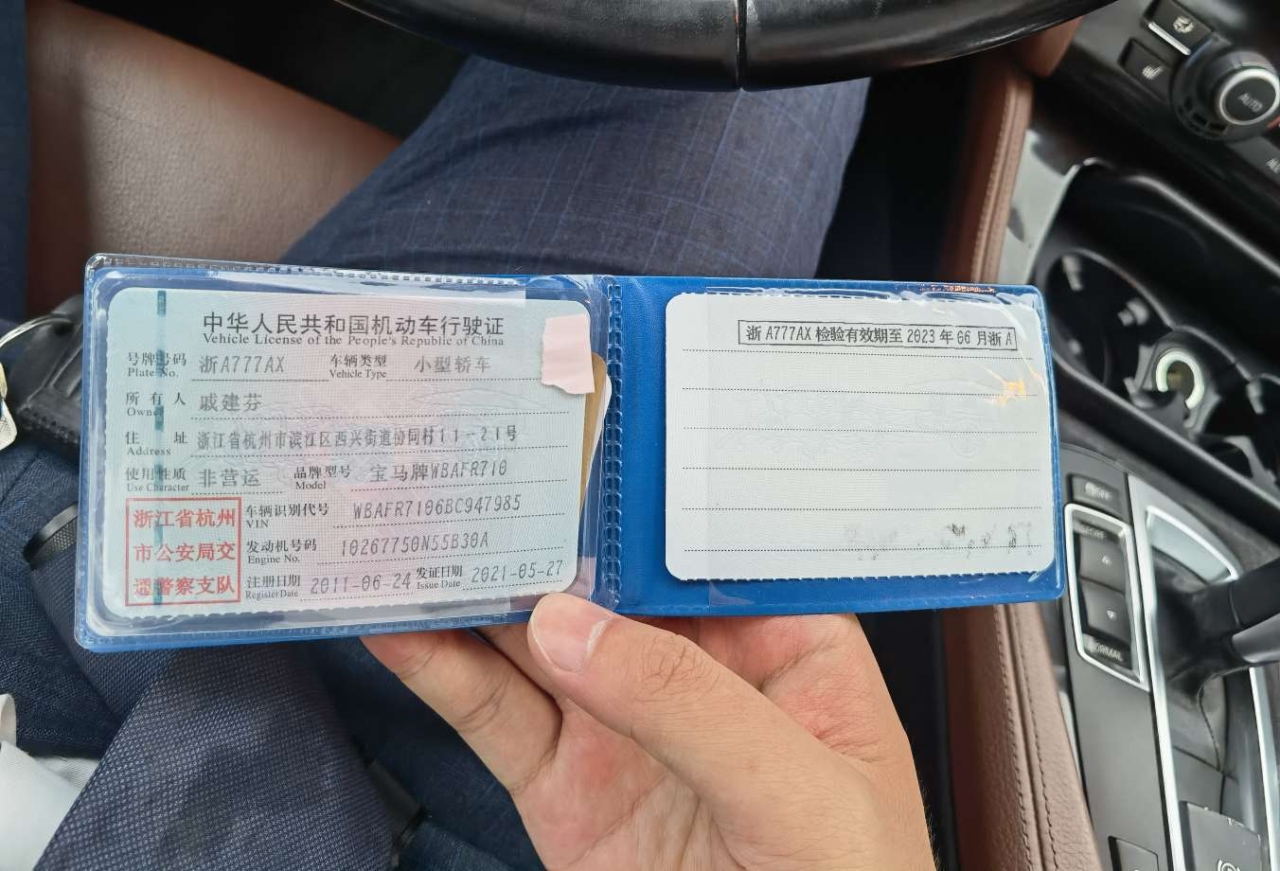 中华人民共和国机动车行驶证
Vehicle License of the People's Republic of China
号牌号码 Plate No. 浙A777AX 车辆类型 Vehicle Type 小型轿车
所有人 Owner 戚建芬
住址 Address 浙江省杭州市滨江区西兴街道协同村11-21号
使用性质 Use Character 非营运 品牌型号 Model 宝马牌WBAFR710
浙江省杭州
市公安局交
通警察支队
车辆识别代号 VIN WBAFR7106BC947985
发动机号码 Engine No. 10267750N55B30A
注册日期 Register Date 2011-06-24 发证日期 Issue Date 2021-05-27
浙A777AX检验有效期至2023年06月浙A
AUTO
NORMAL